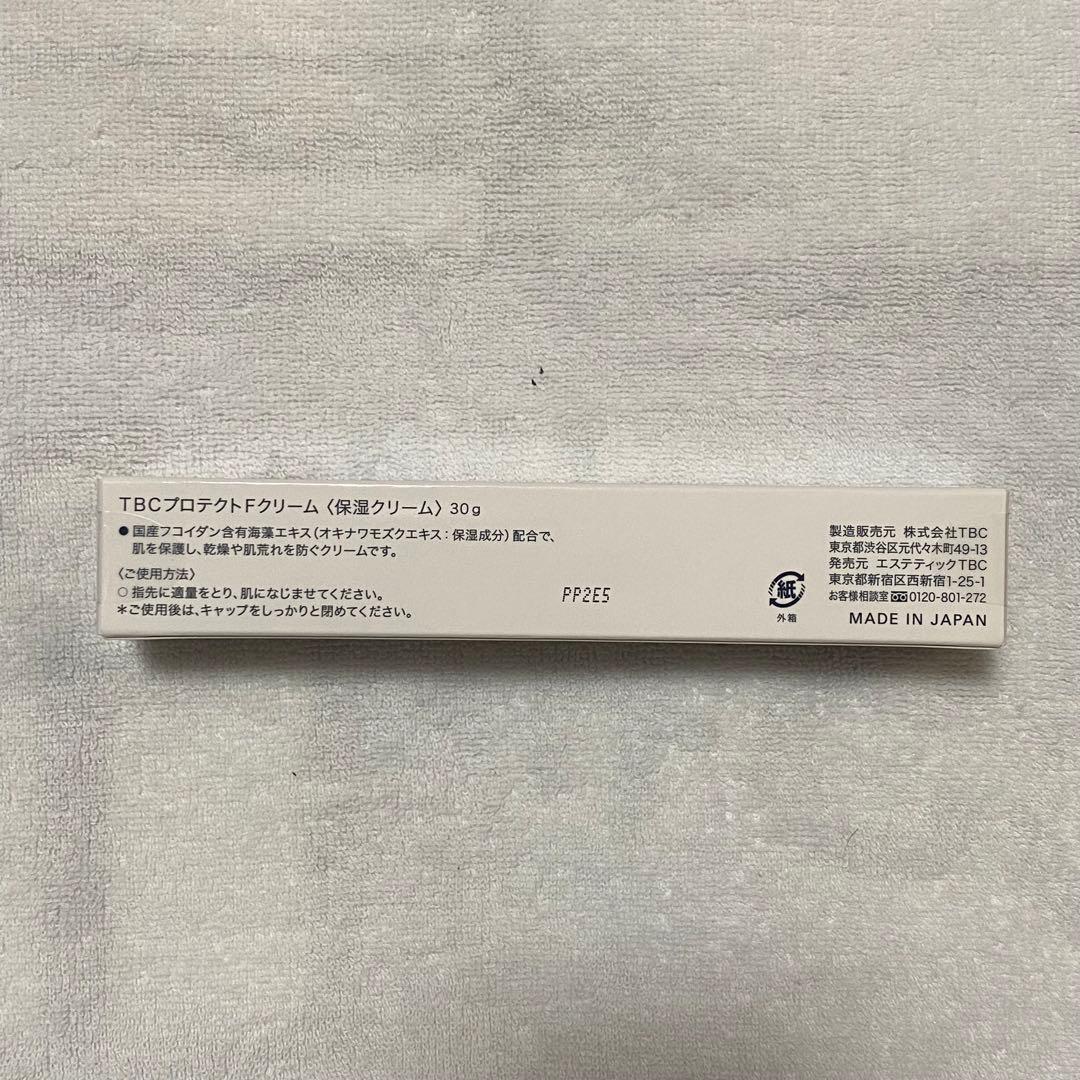 TBCプロテクトFクリーム〈保湿クリーム〉30g
●国産フコイダン含有海藻エキス(オキナワモズクエキス:保湿成分)配合で、
肌を保護し、乾燥や肌荒れを防ぐクリームです。
〈ご使用方法〉
○指先に適量をとり、肌になじませてください。
＊ご使用後は、キャップをしっかりと閉めてください。
PP2E5
紙
外箱
製造販売元 株式会社TBC
東京都渋谷区元代々木町49-13
発売元 エステティックTBC
東京都新宿区西新宿1-25-1
お客様相談室 0120-801-272
MADE IN JAPAN